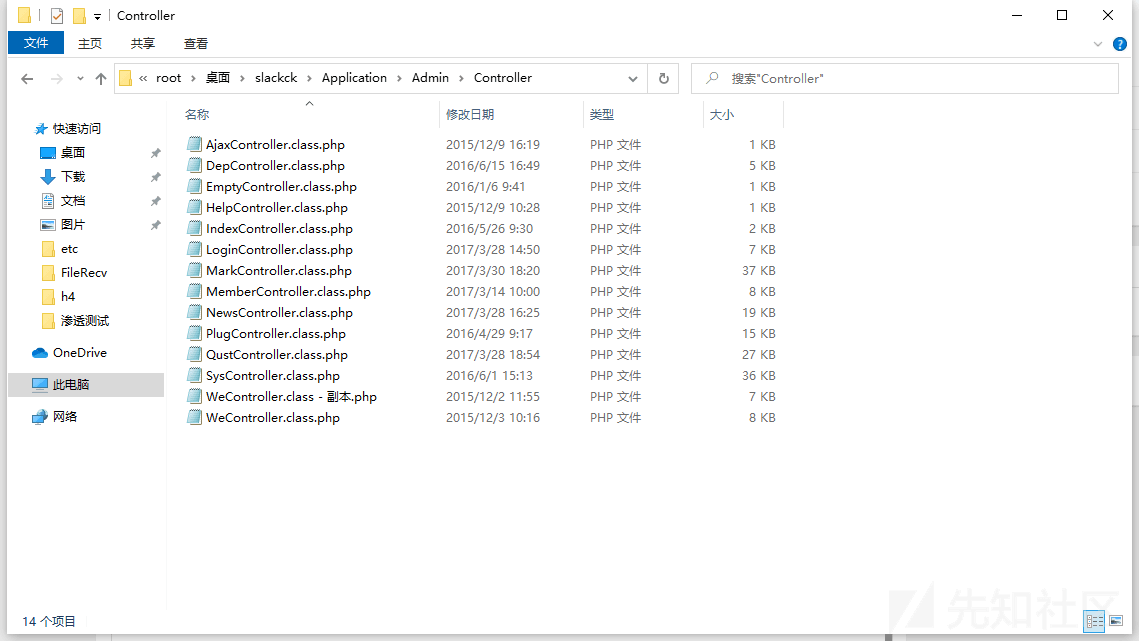 Controller
文件 主页 共享 查看
« root › 桌面 › slackck › Application › Admin › Controller 搜索"Controller"
名称 修改日期 类型 大小
快速访问
桌面
下载
文档
图片
etc
FileRecv
h4
渗透测试
OneDrive
此电脑
网络
AjaxController.class.php 2015/12/9 16:19 PHP 文件 1 KB
DepController.class.php 2016/6/15 16:49 PHP 文件 5 KB
EmptyController.class.php 2016/1/6 9:41 PHP 文件 1 KB
HelpController.class.php 2015/12/9 10:28 PHP 文件 1 KB
IndexController.class.php 2016/5/26 9:30 PHP 文件 2 KB
LoginController.class.php 2017/3/28 14:50 PHP 文件 7 KB
MarkController.class.php 2017/3/30 18:20 PHP 文件 37 KB
MemberController.class.php 2017/3/14 10:00 PHP 文件 8 KB
NewsController.class.php 2017/3/28 16:25 PHP 文件 19 KB
PlugController.class.php 2016/4/29 9:17 PHP 文件 15 KB
QustController.class.php 2017/3/28 18:54 PHP 文件 27 KB
SysController.class.php 2016/6/1 15:13 PHP 文件 36 KB
WeController.class - 副本.php 2015/12/2 11:55 PHP 文件 7 KB
WeController.class.php 2015/12/3 10:16 PHP 文件 8 KB
14 个项目
先知社区